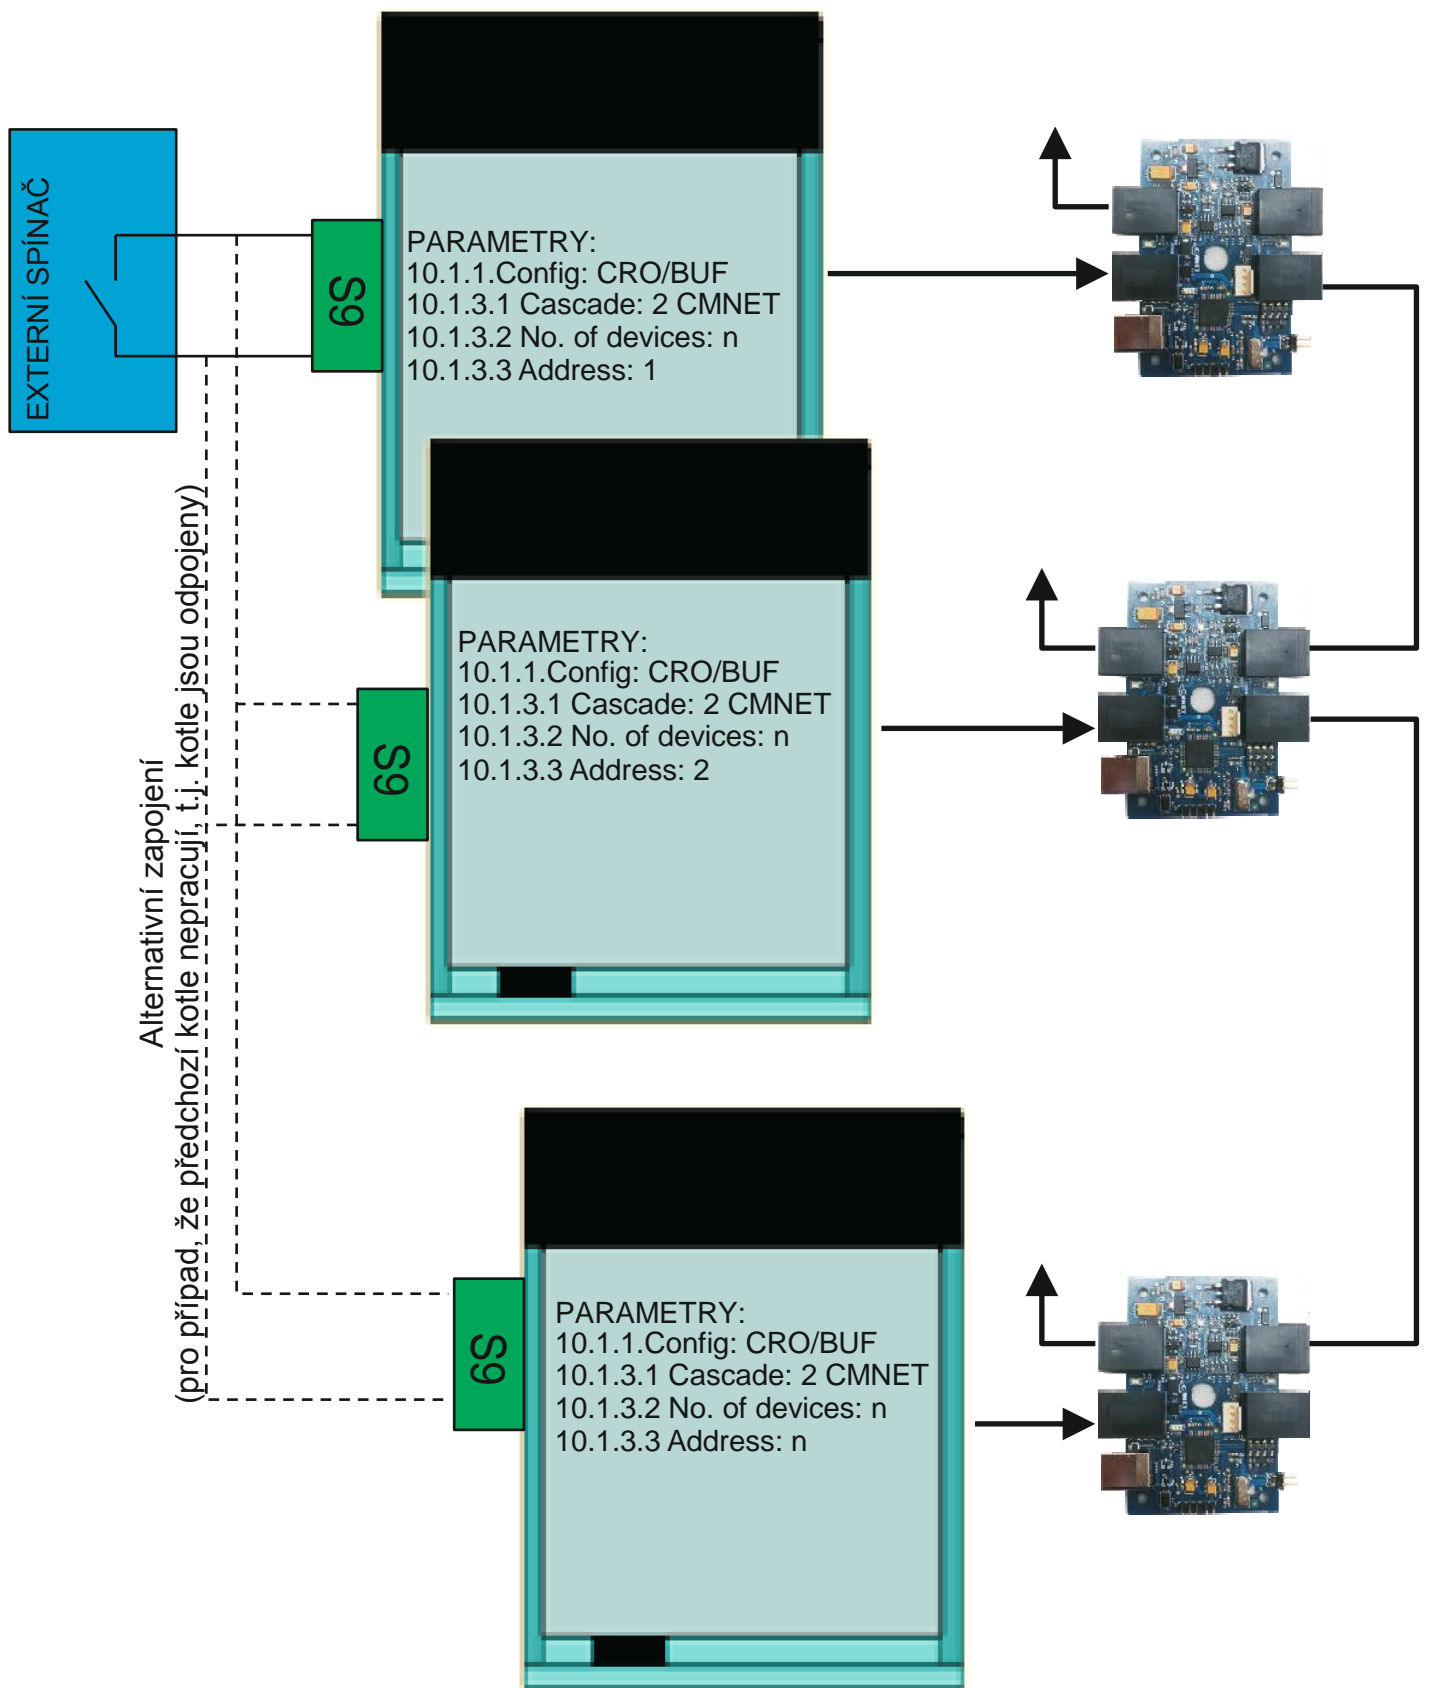 EXTERNÍ SPÍNAČ
S9
PARAMETRY:
10.1.1.Config: CRO/BUF
10.1.3.1 Cascade: 2 CMNET
10.1.3.2 No. of devices: n
10.1.3.3 Address: 1
Alternativní zapojení
(pro případ, že předchozí kotle nepracují, t.j. kotle jsou odpojeny)
S9
PARAMETRY:
10.1.1.Config: CRO/BUF
10.1.3.1 Cascade: 2 CMNET
10.1.3.2 No. of devices: n
10.1.3.3 Address: 2
S9
PARAMETRY:
10.1.1.Config: CRO/BUF
10.1.3.1 Cascade: 2 CMNET
10.1.3.2 No. of devices: n
10.1.3.3 Address: n